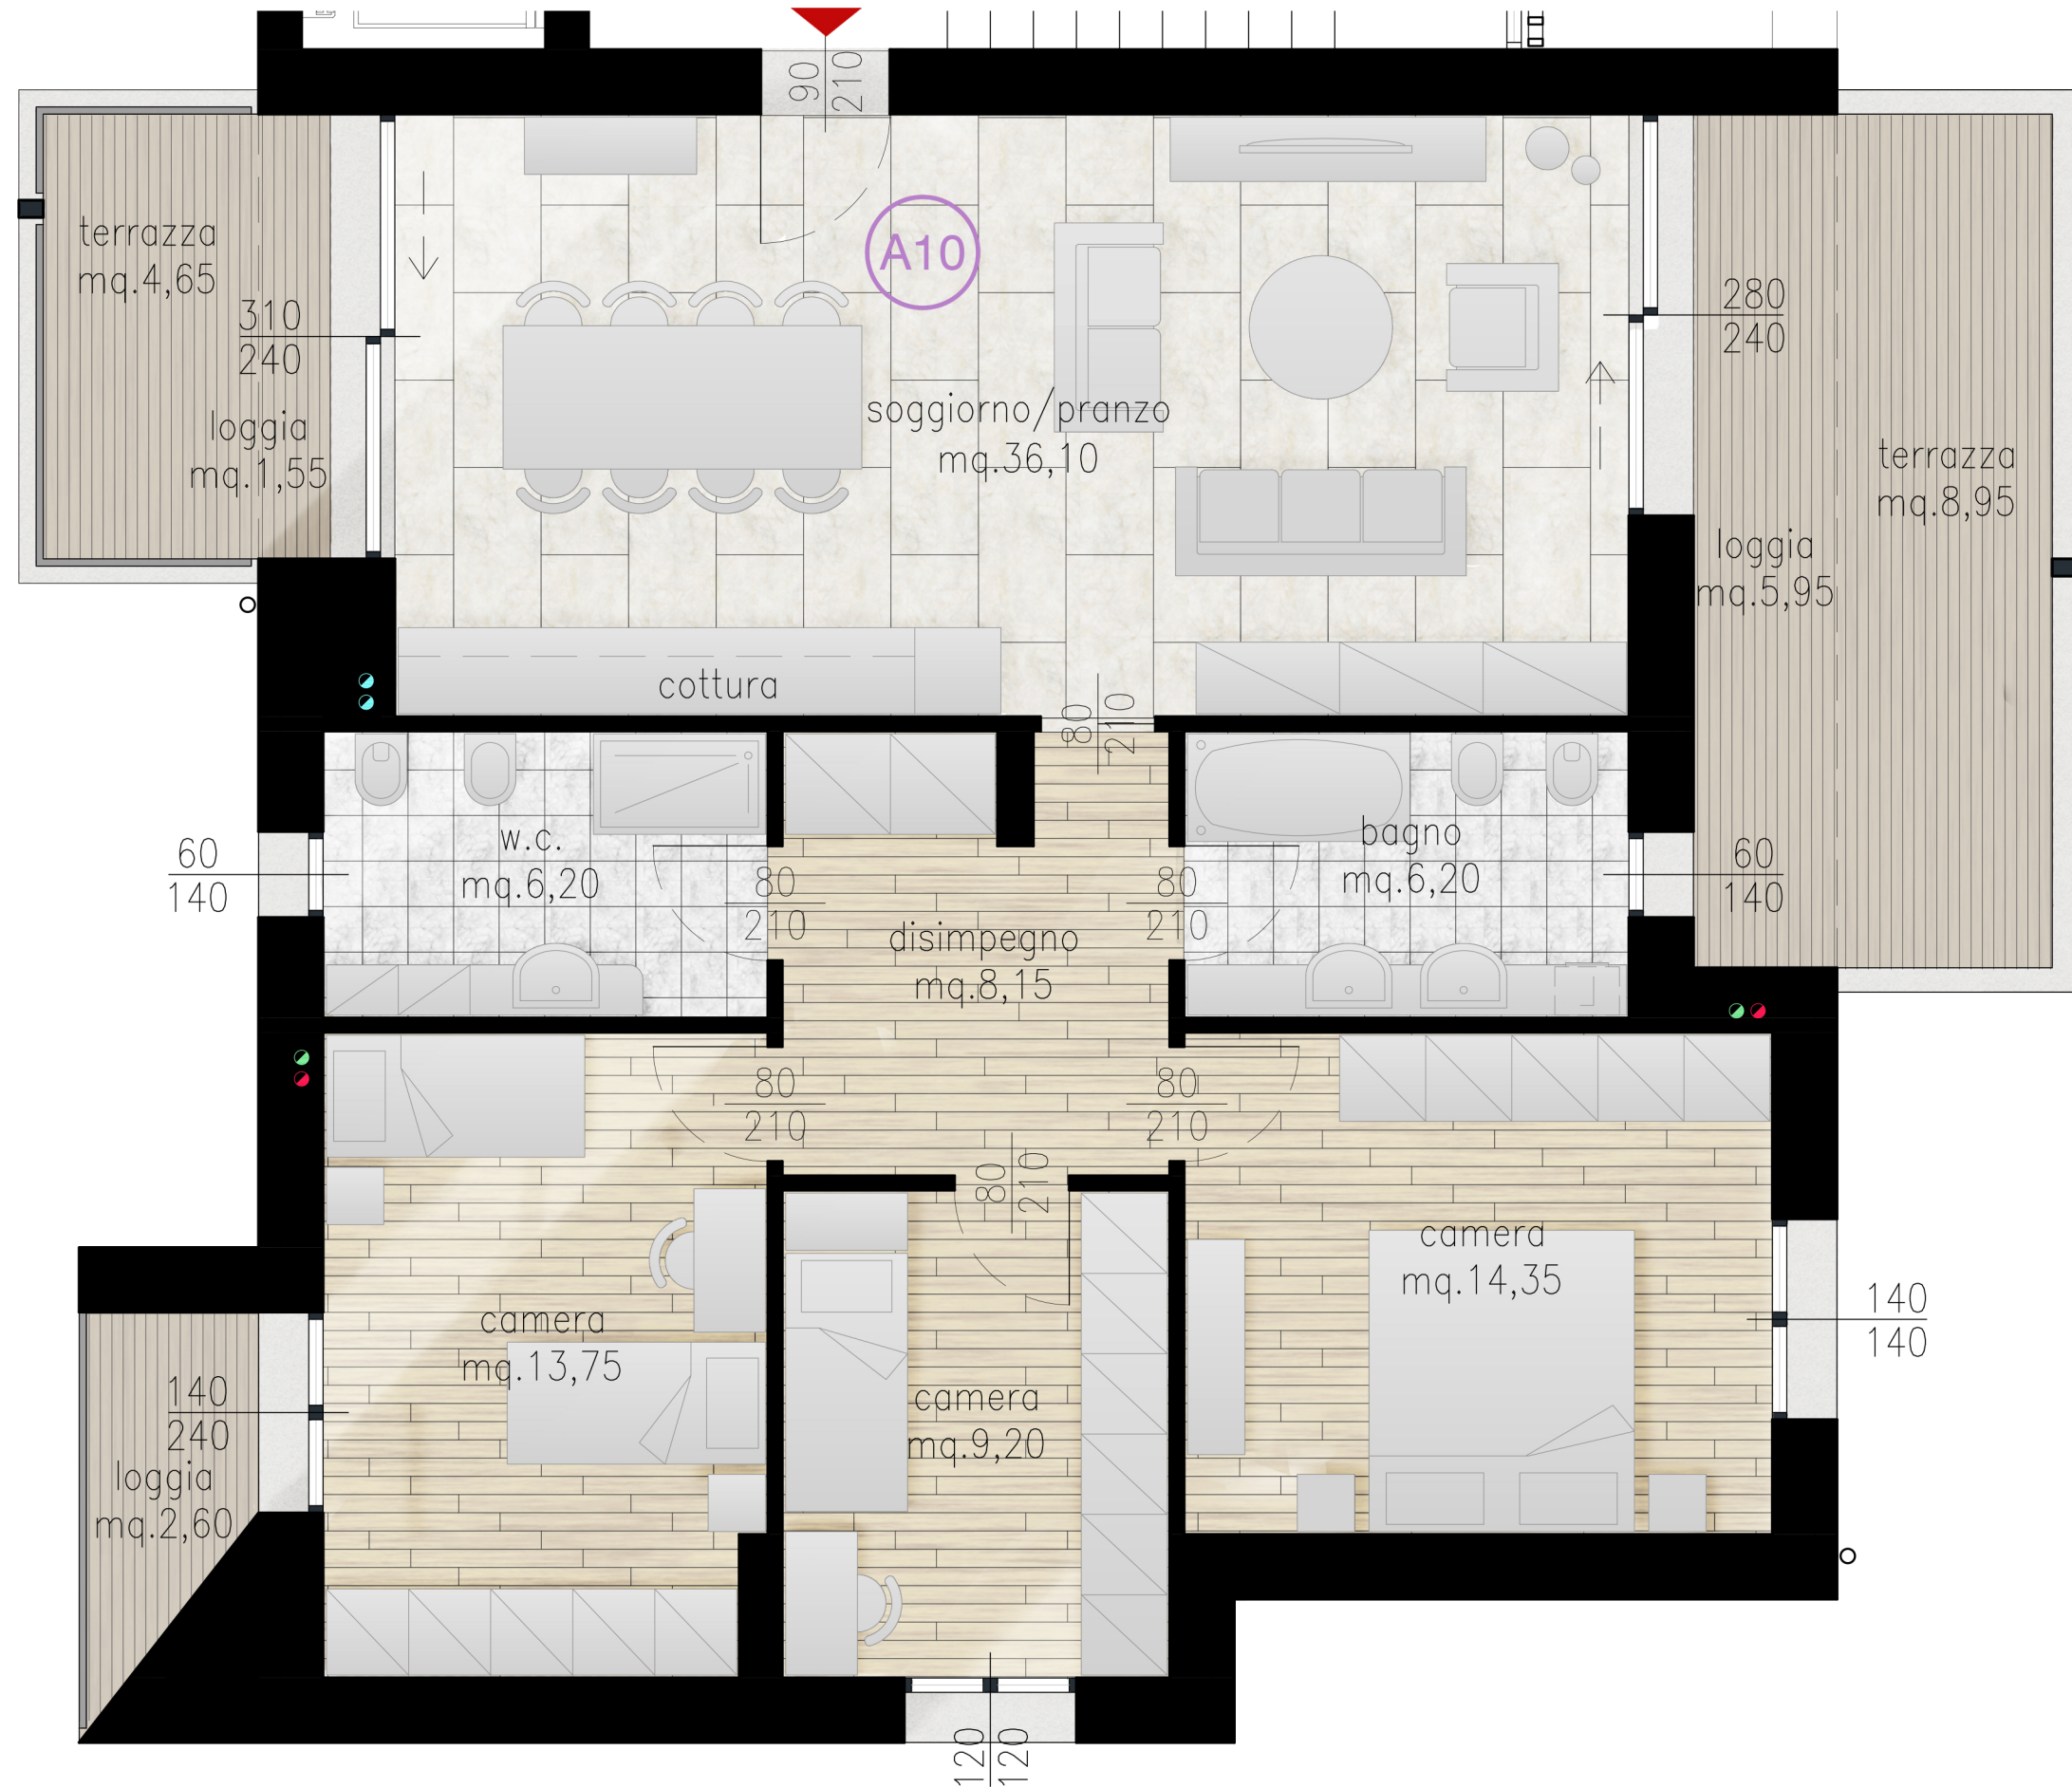 90
210
A10
terrazza
mq.4,65
310
240
loggia
mq.1,55
soggiorno/pranzo
mq.36,10
280
240
terrazza
mq.8,95
loggia
mq.5,95
cottura
80
210
w.c.
mq.6,20
60
140
80
210
disimpegno
mq.8,15
80
210
bagno
mq.6,20
60
140
80
210
80
210
80
210
camera
mq.13,75
140
240
loggia
mq.2,60
camera
mq.9,20
camera
mq.14,35
140
140
120
120